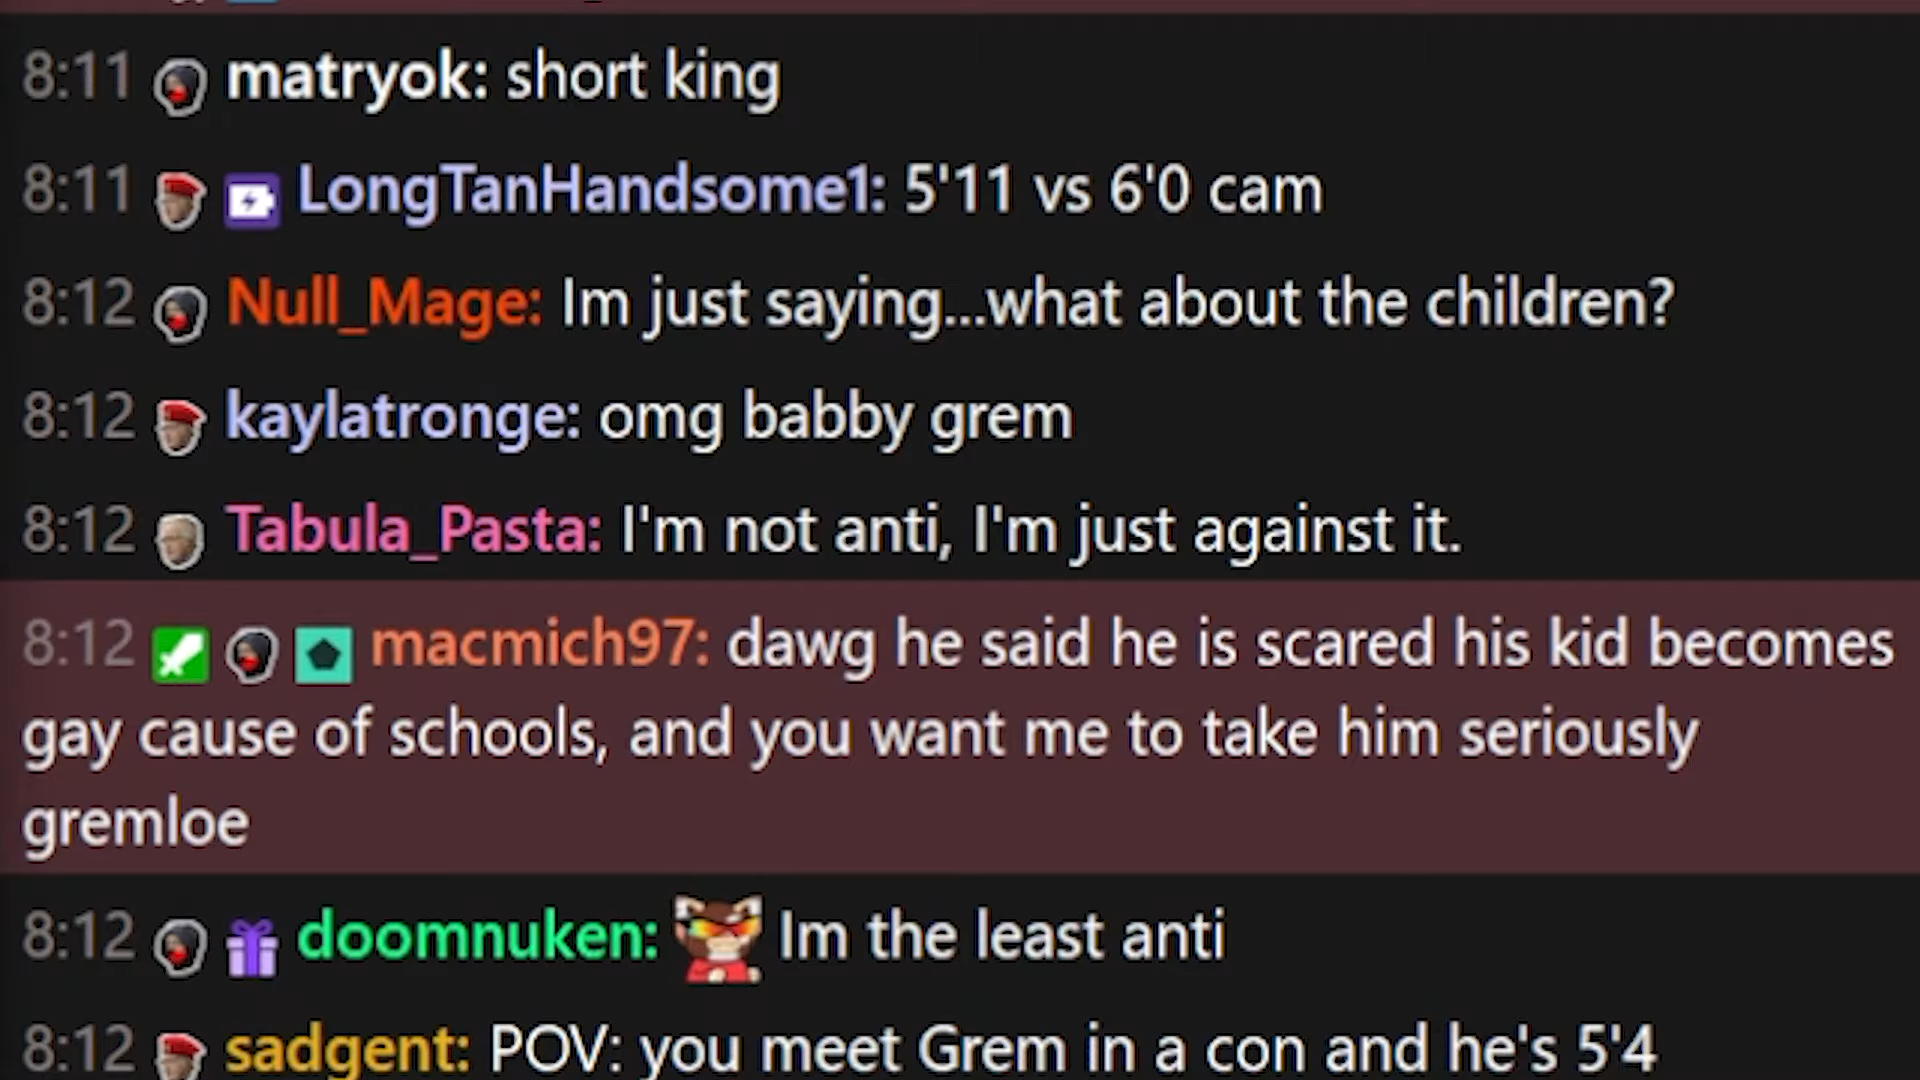 8:11 matryok: short king
8:11 LongTanHandsome1: 5'11 vs 6'0 cam
8:12 Null_Mage: Im just saying...what about the children?
8:12 kaylatronge: omg babby grem
8:12 Tabula_Pasta: I'm not anti, I'm just against it.
8:12 macmich97: dawg he said he is scared his kid becomes
gay cause of schools, and you want me to take him seriously
gremloe
8:12 doomnuken: Im the least anti
8:12 sadgent: POV: you meet Grem in a con and he's 5'4